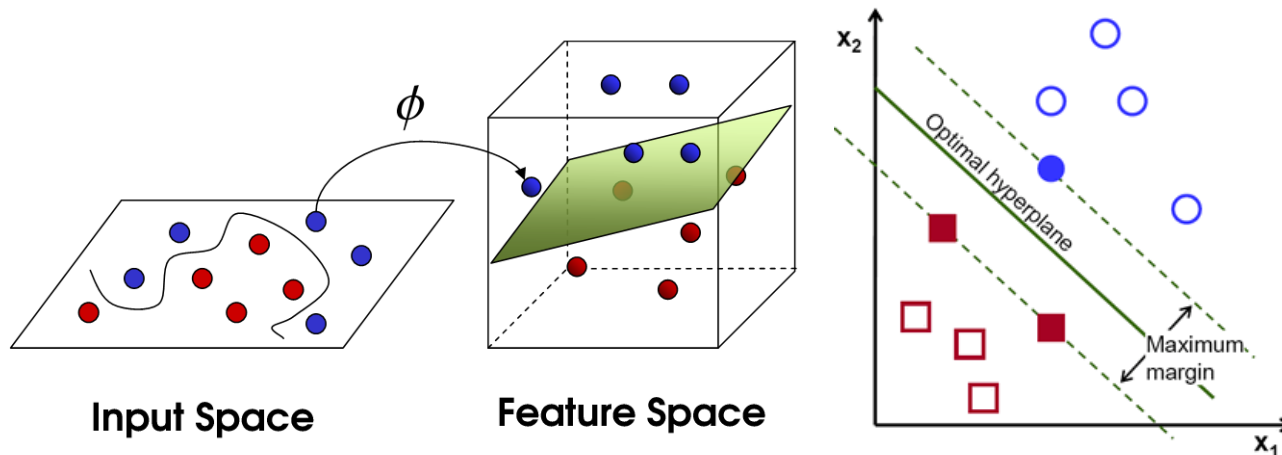 ϕ
Input Space
Feature Space
x₂
Optimal hyperplane
Maximum
margin
x₁